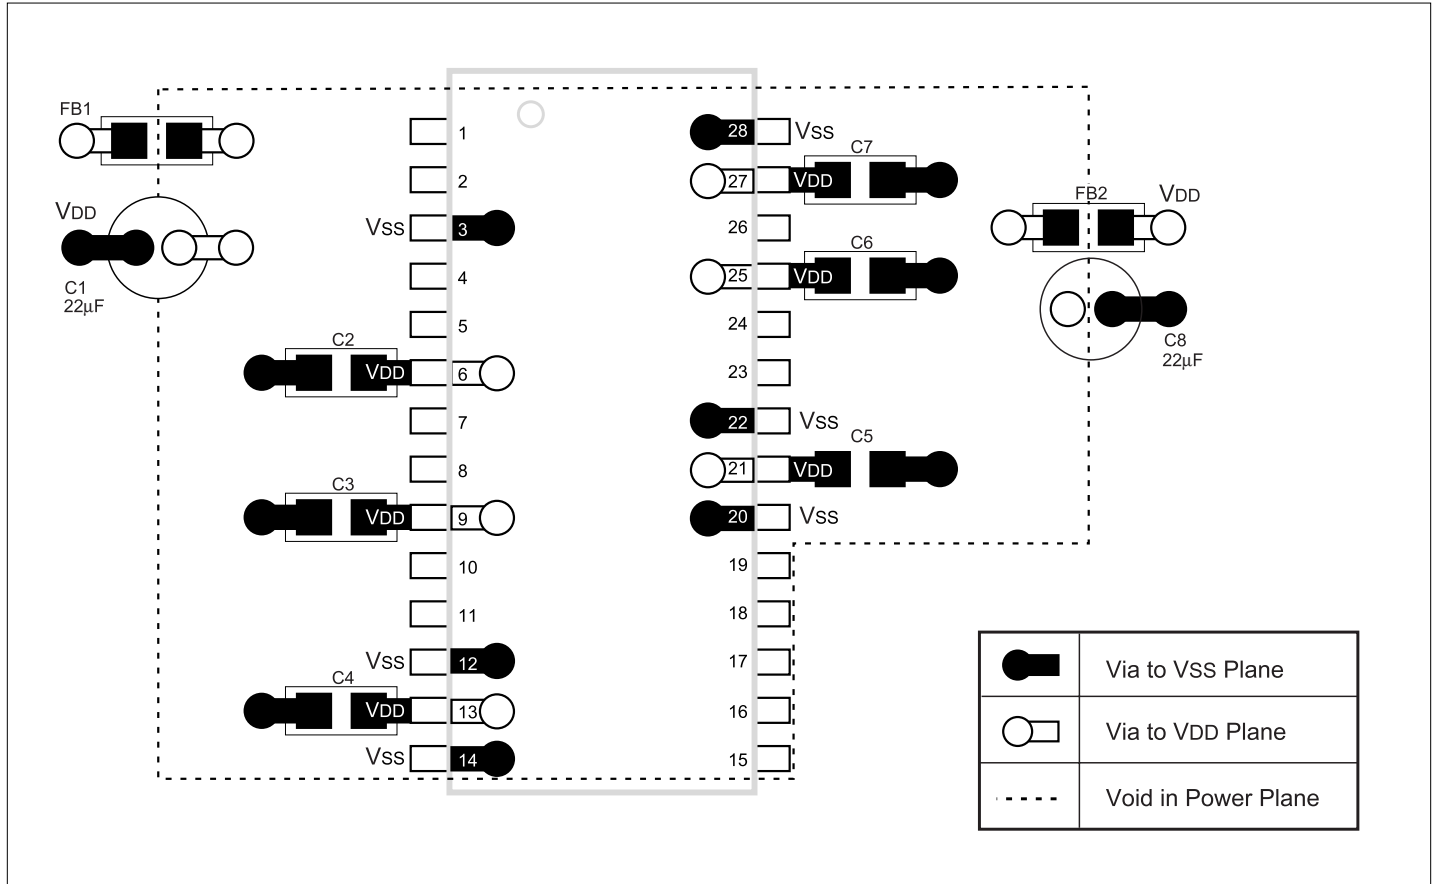 FB1
VDD
C1
22µF
1
2
Vss 3
4
5
C2
VDD 6
7
8
C3
VDD 9
10
11
Vss 12
C4
VDD 13
Vss 14
28 Vss
C7
27 VDD
26
C6
25 VDD
24
23
22 Vss
C5
21 VDD
20 Vss
19
18
17
16
15
FB2
VDD
C8
22µF
Via to VSS Plane
Via to VDD Plane
Void in Power Plane